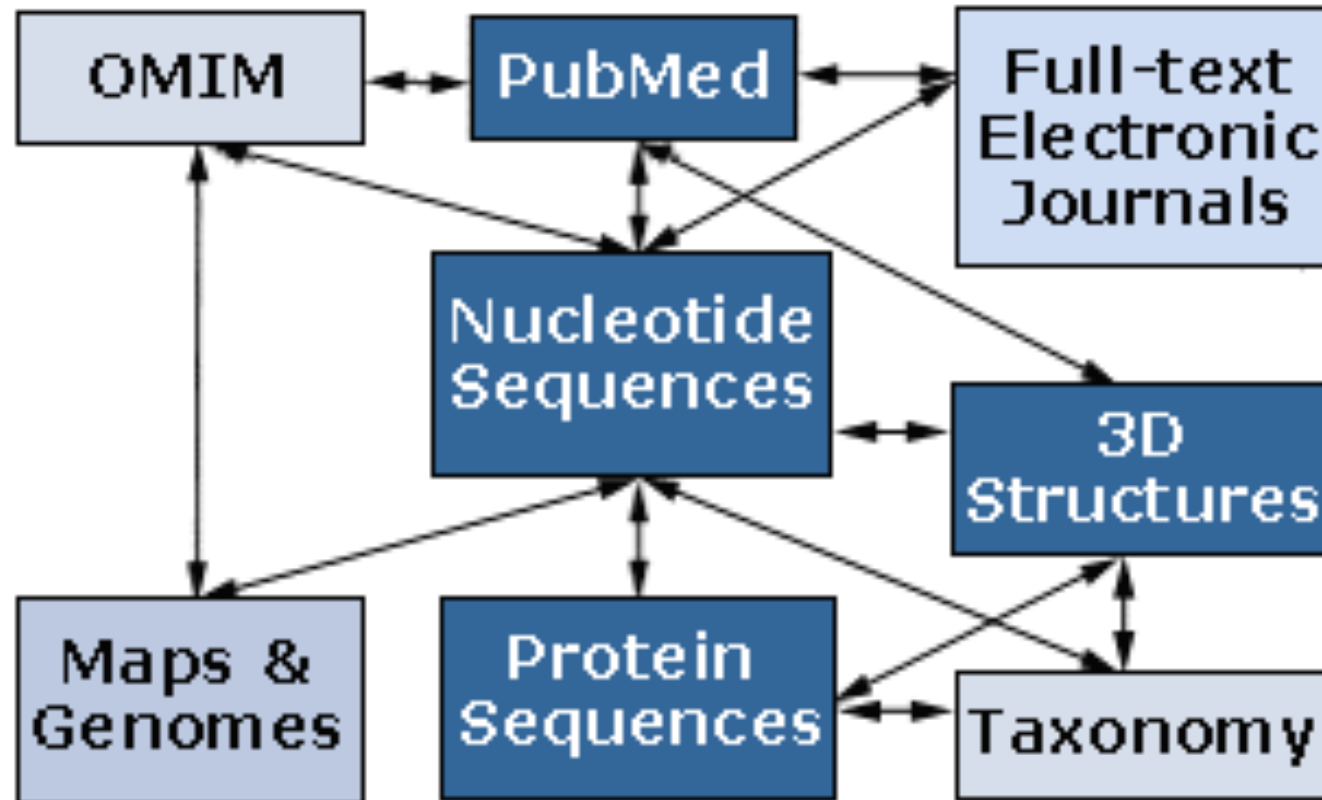 OMIM
PubMed
Full-text
Electronic
Journals
Nucleotide
Sequences
3D
Structures
Maps &
Genomes
Protein
Sequences
Taxonomy